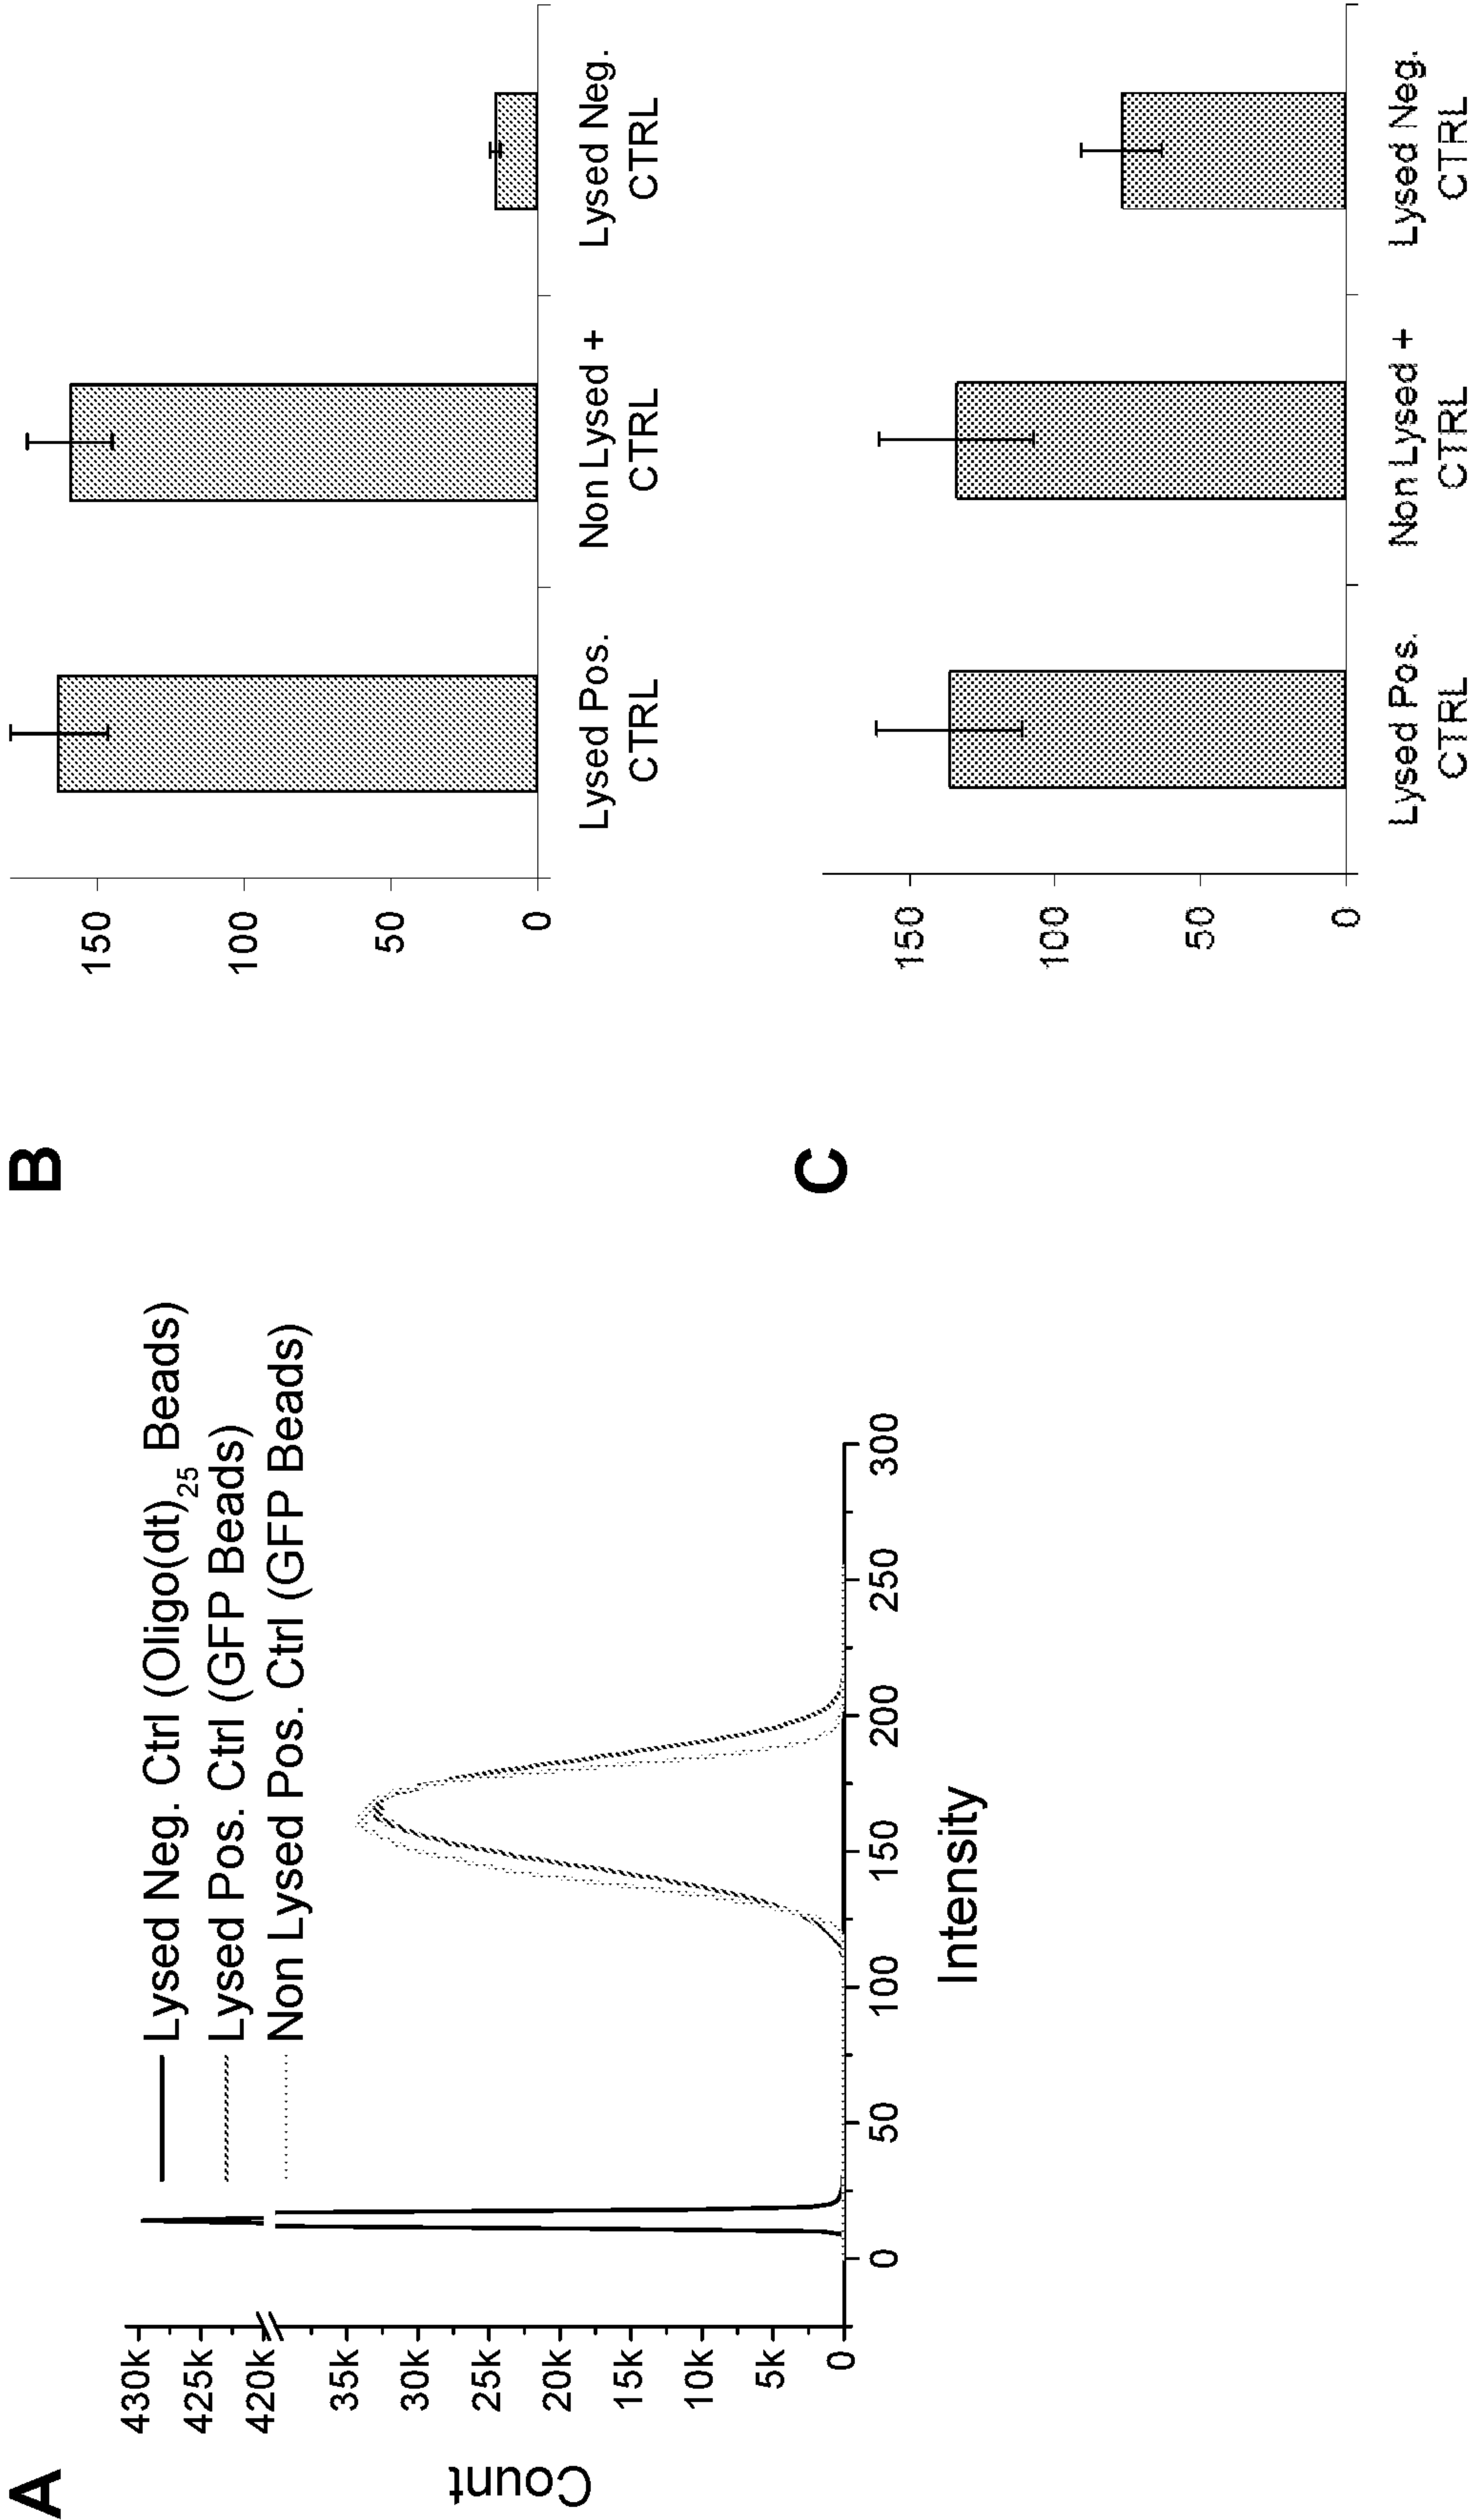 A
Count
430k
425k
420k
35k
30k
25k
20k
15k
10k
5k
0
Lysed Neg. Ctrl (Oligo(dt)25 Beads)
Lysed Pos. Ctrl (GFP Beads)
Non Lysed Pos. Ctrl (GFP Beads)
0 50 100 150 200 250 300
Intensity
B
150
100
50
0
Lysed Pos. Non Lysed + Lysed Neg.
CTRL CTRL CTRL
C
150
100
50
0
Lysed Pos. Non Lysed + Lysed Neg.
CTRL CTRL CTRL